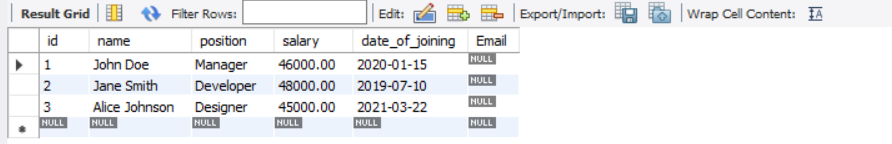 Result Grid Filter Rows: Edit: Export/Import: Wrap Cell Content: IA
id name position salary date_of_joining Email
1 John Doe Manager 46000.00 2020-01-15 NULL
2 Jane Smith Developer 48000.00 2019-07-10 NULL
3 Alice Johnson Designer 45000.00 2021-03-22 NULL
NULL NULL NULL NULL NULL NULL